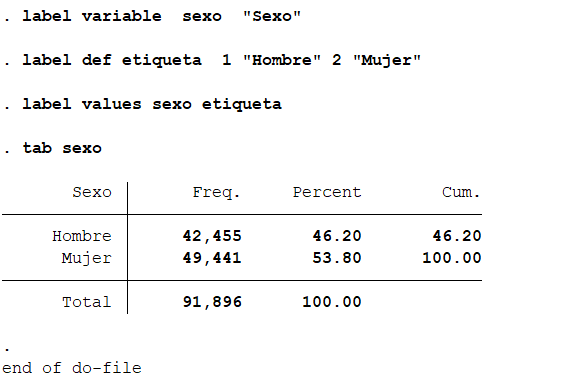 . label variable  sexo  "Sexo"
. label def etiqueta  1 "Hombre" 2 "Mujer"
. label values sexo etiqueta
. tab sexo
Sexo Freq. Percent Cum.
Hombre 42,455 46.20 46.20
Mujer 49,441 53.80 100.00
Total 91,896 100.00
.
end of do-file